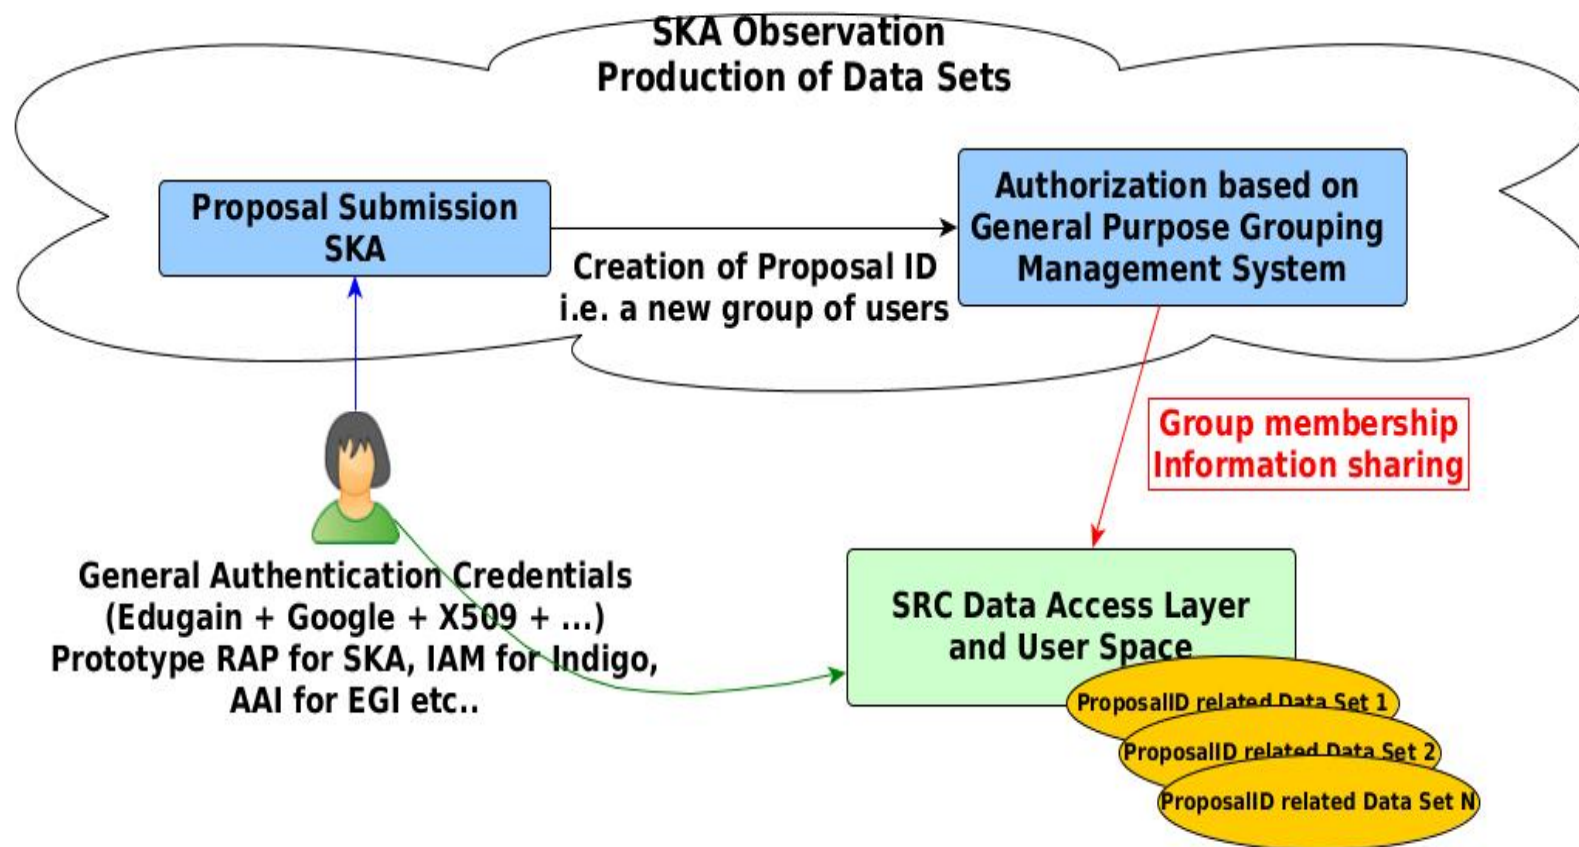 SKA Observation
Production of Data Sets
Proposal Submission
SKA
Creation of Proposal ID
i.e. a new group of users
Authorization based on
General Purpose Grouping
Management System
Group membership
Information sharing
General Authentication Credentials
(Edugain + Google + X509 + ...)
Prototype RAP for SKA, IAM for Indigo,
AAI for EGI etc..
SRC Data Access Layer
and User Space
ProposalID related Data Set 1
ProposalID related Data Set 2
ProposalID related Data Set N